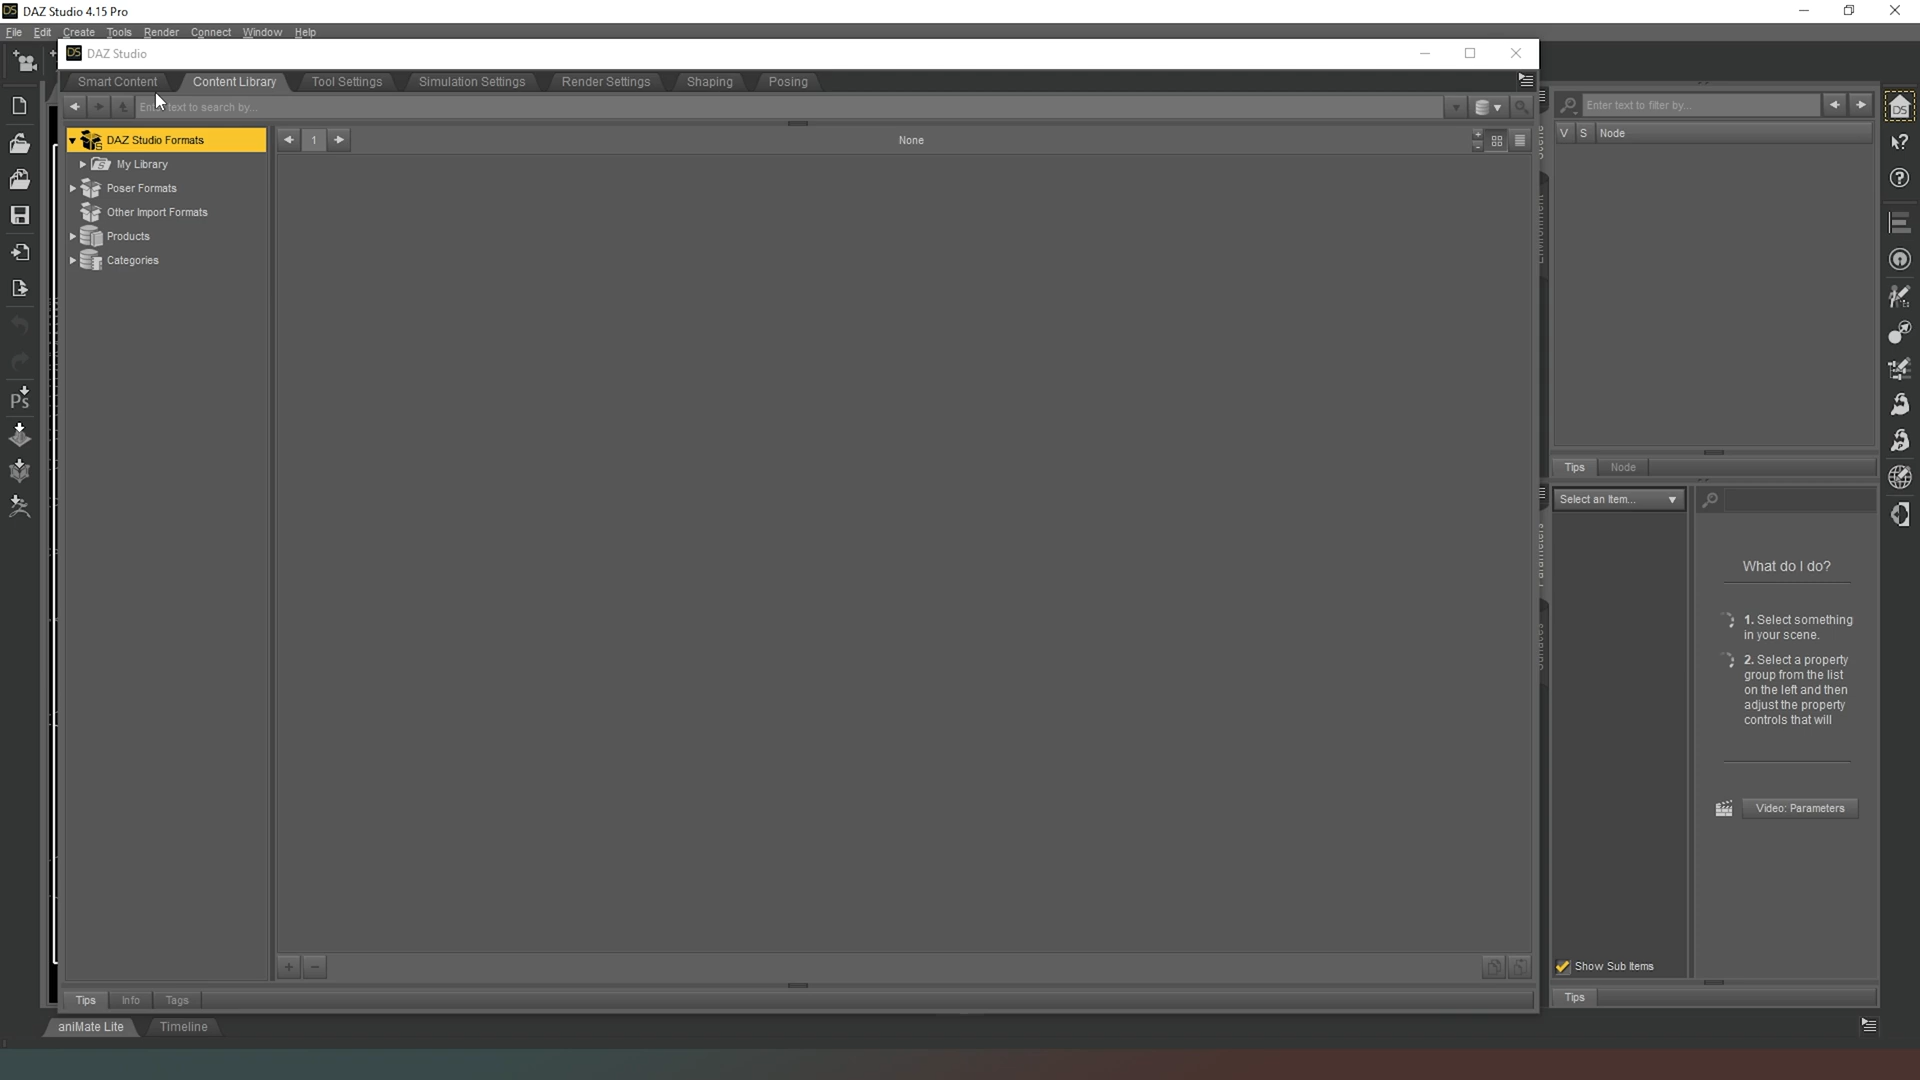 DAZ Studio 4.15 Pro
File Edit Create Tools Render Connect Window Help
DAZ Studio
Smart Content Content Library Tool Settings Simulation Settings Render Settings Shaping Posing
Enter text to search by...
DAZ Studio Formats
My Library
Poser Formats
Other Import Formats
Products
Categories
1
None
Tips Info Tags
aniMate Lite Timeline
Enter text to filter by...
V S Node
Tips Node
Select an Item...
What do I do?
1. Select something
in your scene.
2. Select a property
group from the list
on the left and then
adjust the property
controls that will
Video: Parameters
Show Sub Items
Tips
Ps